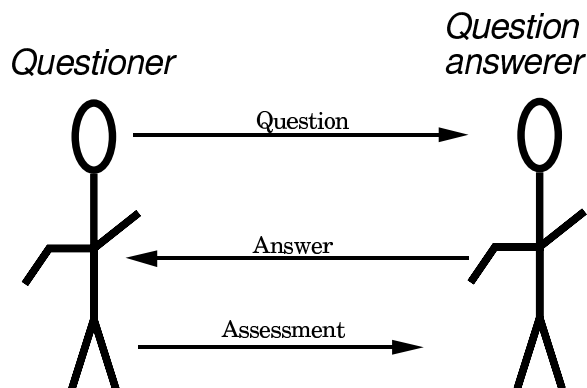 Questioner
Question
answerer
Question
Answer
Assessment